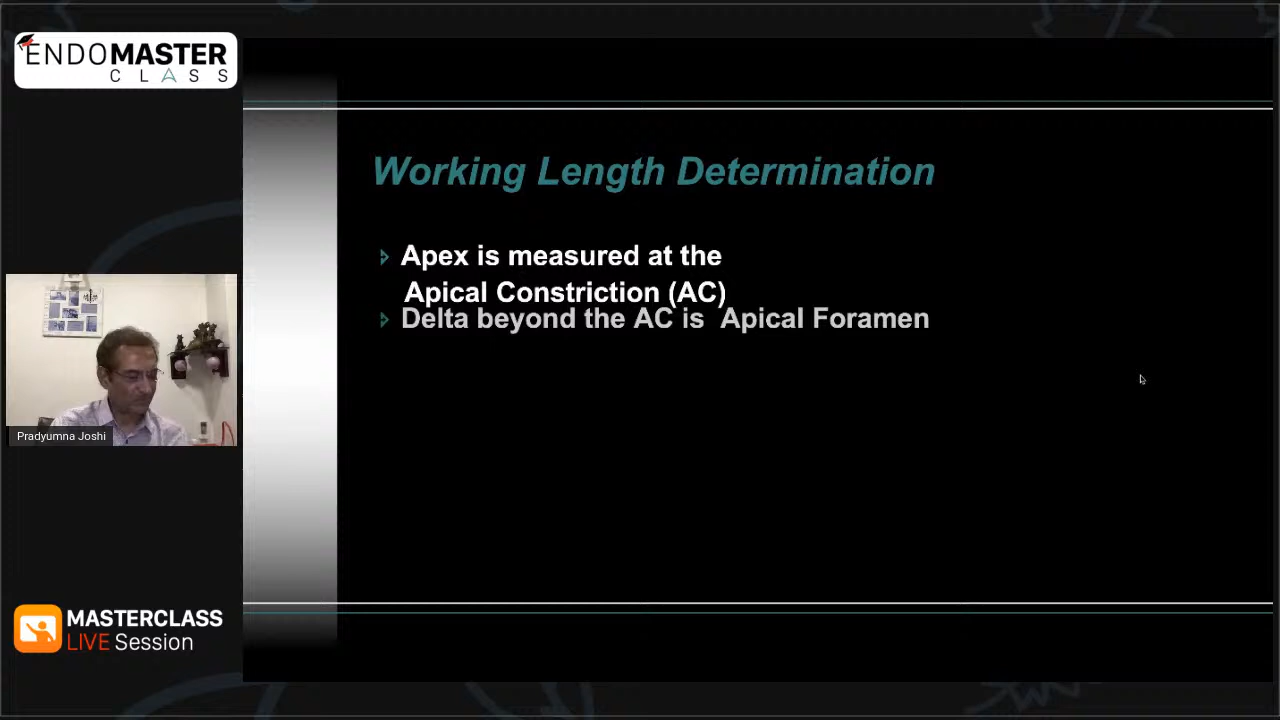 ENDOMASTER
CLASS
Working Length Determination
Apex is measured at the
Apical Constriction (AC)
Delta beyond the AC is Apical Foramen
Pradyumna Joshi
MASTERCLASS
LIVE Session